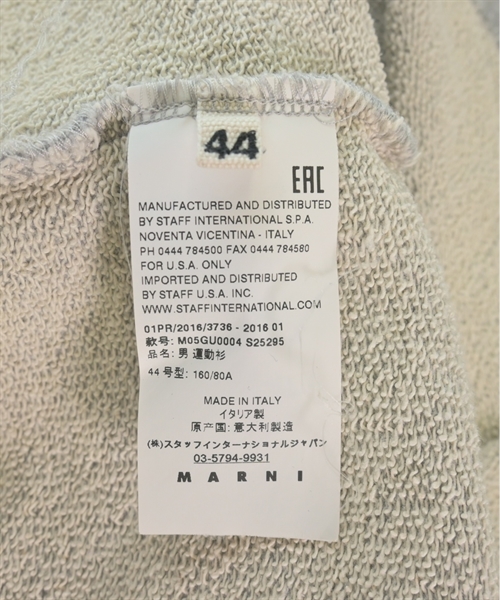 44
EAC
MANUFACTURED AND DISTRIBUTED
BY STAFF INTERNATIONAL S.P.A.
NOVENTA VICENTINA - ITALY
PH 0444 784500 FAX 0444 784580
FOR U.S.A. ONLY
IMPORTED AND DISTRIBUTED
BY STAFF U.S.A. INC.
WWW.STAFFINTERNATIONAL.COM
01PR/2016/3736 - 2016 01
款号: M05GU0004 S25295
品名: 男 運動衫
44 号型: 160/80A
MADE IN ITALY
イタリア製
原产国: 意大利製造
(株)スタッフインターナショナルジャパン
03-5794-9931
MARNI